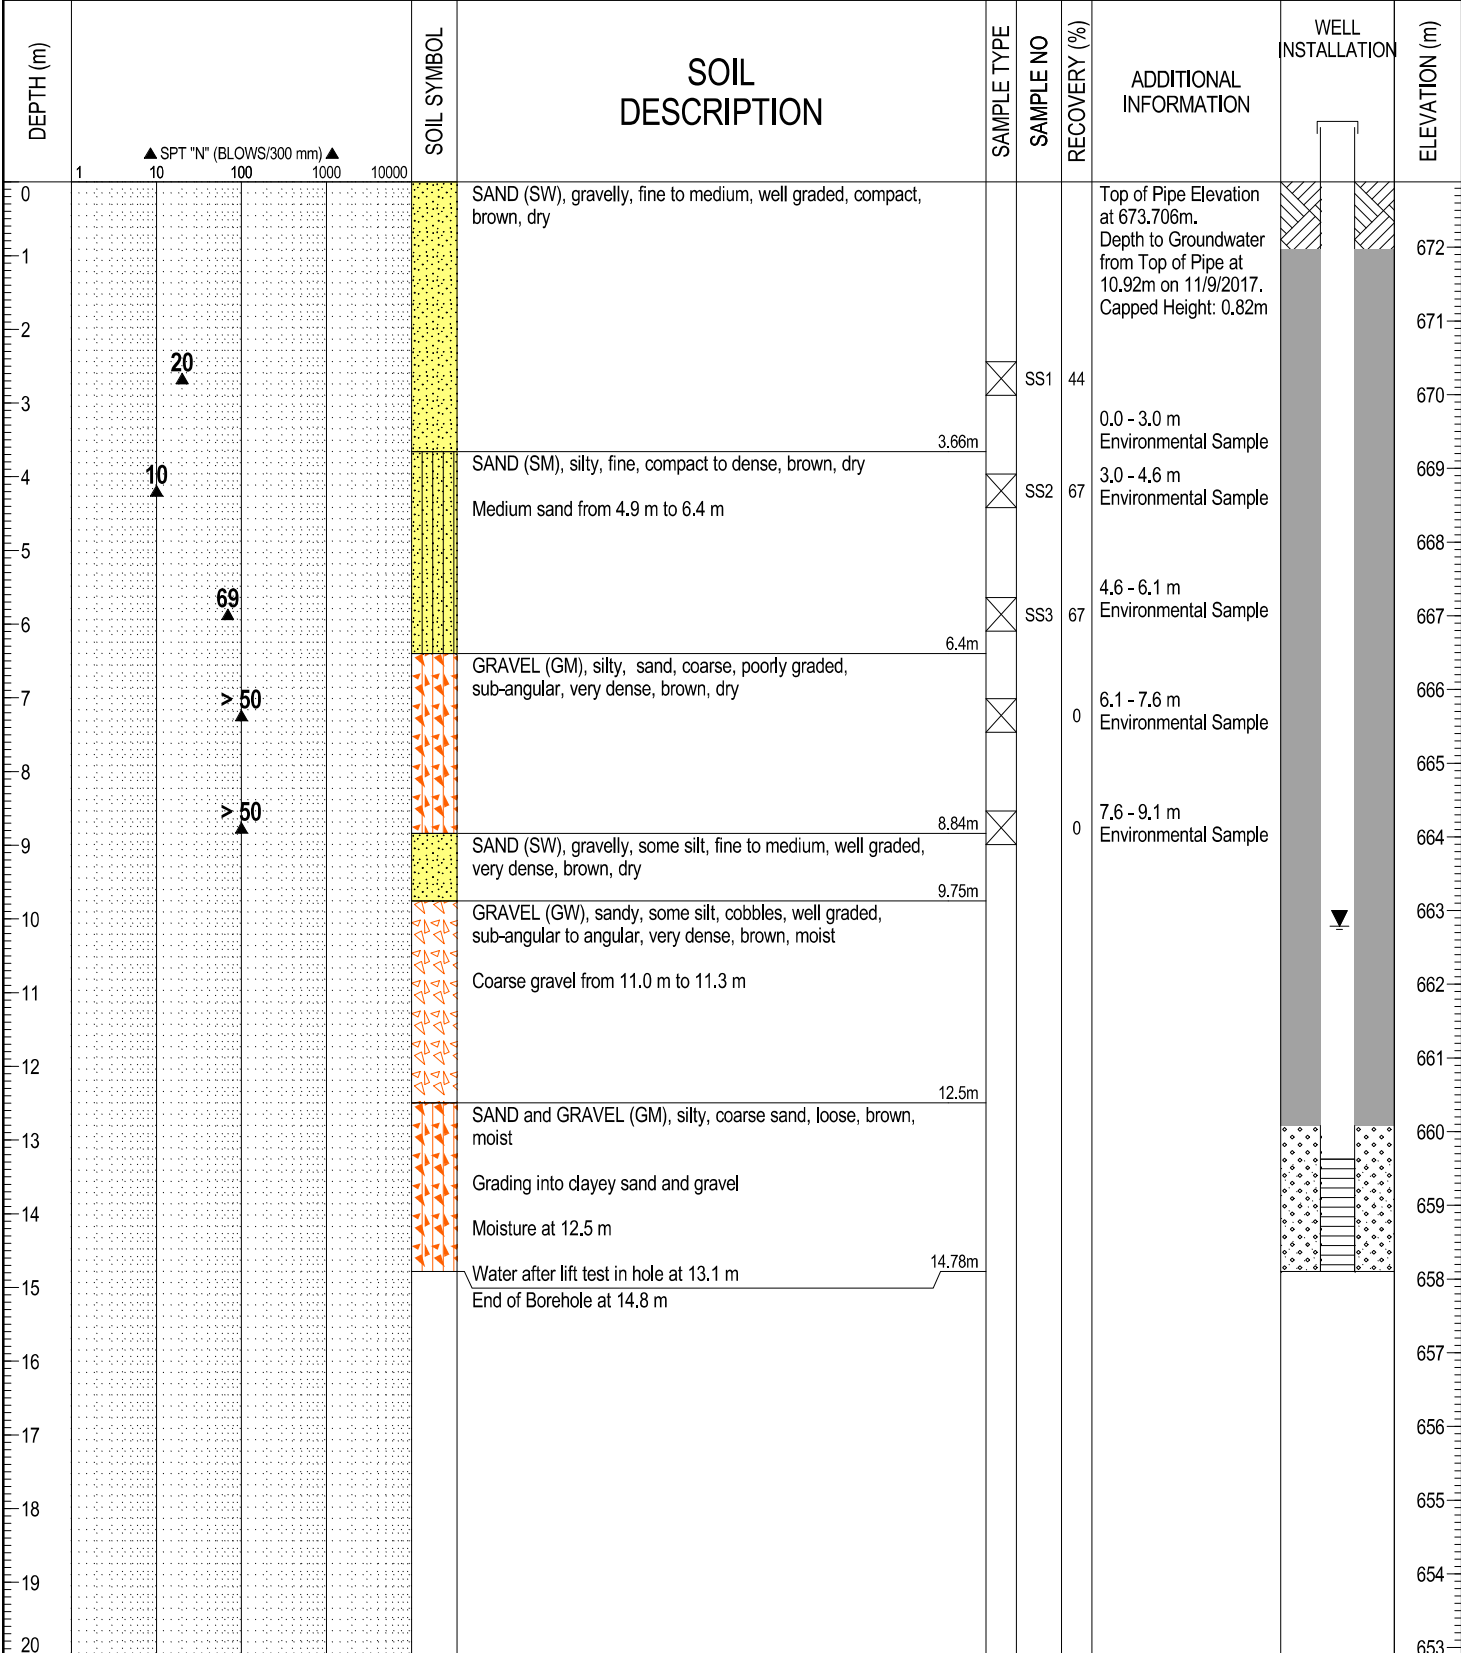 DEPTH (m)
▲ SPT "N" (BLOWS/300 mm) ▲
1 10 100 1000 10000
SOIL SYMBOL
SOIL
DESCRIPTION
SAMPLE TYPE
SAMPLE NO
RECOVERY (%)
ADDITIONAL
INFORMATION
WELL
INSTALLATION
ELEVATION (m)
0
1
2
3
4
5
6
7
8
9
10
11
12
13
14
15
16
17
18
19
20
20
10
69
> 50
> 50
SAND (SW), gravelly, fine to medium, well graded, compact,
brown, dry
3.66m
SAND (SM), silty, fine, compact to dense, brown, dry
Medium sand from 4.9 m to 6.4 m
6.4m
GRAVEL (GM), silty, sand, coarse, poorly graded,
sub-angular, very dense, brown, dry
8.84m
SAND (SW), gravelly, some silt, fine to medium, well graded,
very dense, brown, dry
9.75m
GRAVEL (GW), sandy, some silt, cobbles, well graded,
sub-angular to angular, very dense, brown, moist
Coarse gravel from 11.0 m to 11.3 m
12.5m
SAND and GRAVEL (GM), silty, coarse sand, loose, brown,
moist
Grading into clayey sand and gravel
Moisture at 12.5 m
14.78m
Water after lift test in hole at 13.1 m
End of Borehole at 14.8 m
SS1 44
SS2 67
SS3 67
0
0
Top of Pipe Elevation
at 673.706m.
Depth to Groundwater
from Top of Pipe at
10.92m on 11/9/2017.
Capped Height: 0.82m
0.0 - 3.0 m
Environmental Sample
3.0 - 4.6 m
Environmental Sample
4.6 - 6.1 m
Environmental Sample
6.1 - 7.6 m
Environmental Sample
7.6 - 9.1 m
Environmental Sample
672
671
670
669
668
667
666
665
664
663
662
661
660
659
658
657
656
655
654
653